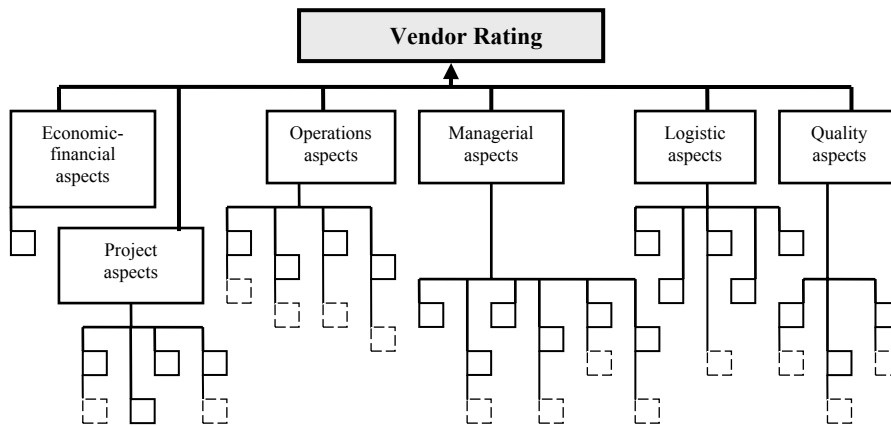 Vendor Rating
Economic-
financial
aspects
Operations
aspects
Managerial
aspects
Logistic
aspects
Quality
aspects
Project
aspects